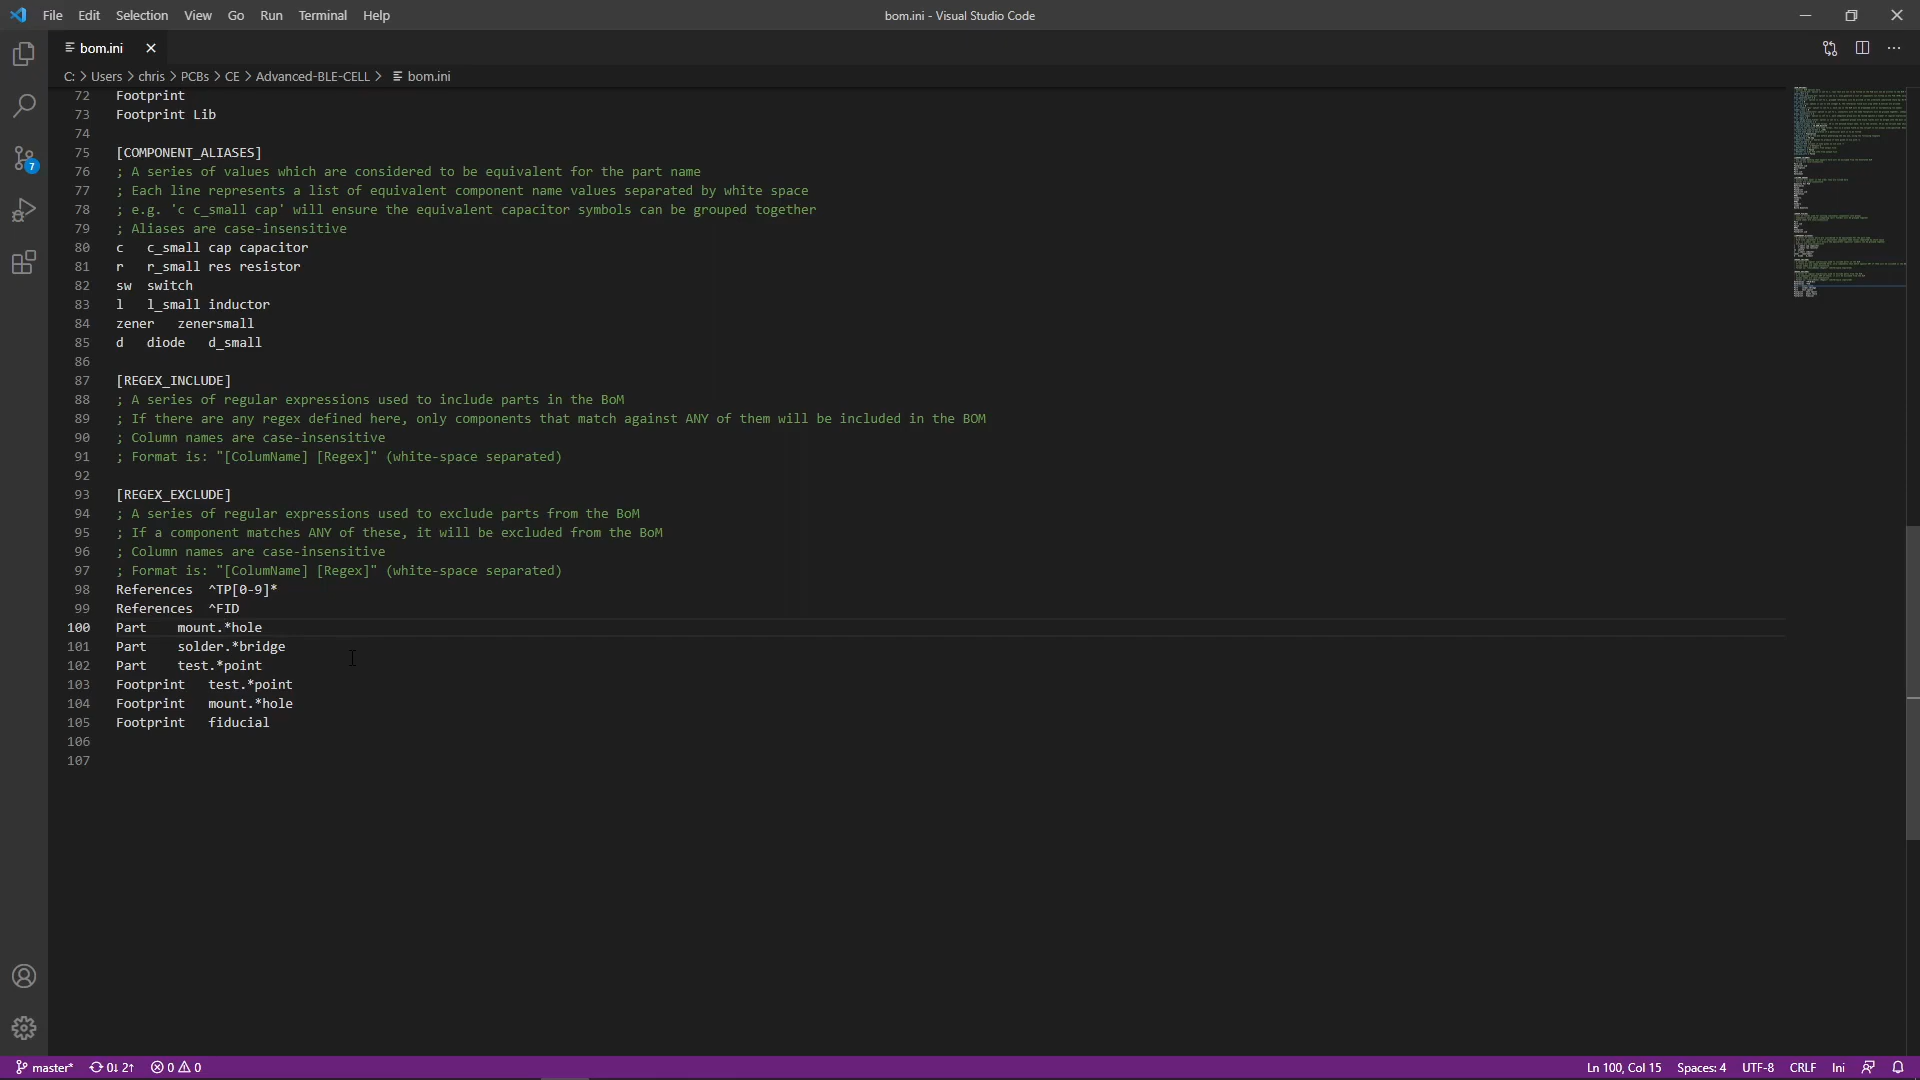 File Edit Selection View Go Run Terminal Help
bom.ini - Visual Studio Code
bom.ini
C: > Users > chris > PCBs > CE > Advanced-BLE-CELL > bom.ini
72 Footprint
73 Footprint Lib
74
75 [COMPONENT_ALIASES]
76 ; A series of values which are considered to be equivalent for the part name
77 ; Each line represents a list of equivalent component name values separated by white space
78 ; e.g. 'c c_small cap' will ensure the equivalent capacitor symbols can be grouped together
79 ; Aliases are case-insensitive
80 c c_small cap capacitor
81 r r_small res resistor
82 sw switch
83 l l_small inductor
84 zener zenersmall
85 d diode d_small
86
87 [REGEX_INCLUDE]
88 ; A series of regular expressions used to include parts in the BoM
89 ; If there are any regex defined here, only components that match against ANY of them will be included in the BOM
90 ; Column names are case-insensitive
91 ; Format is: "[ColumName] [Regex]" (white-space separated)
92
93 [REGEX_EXCLUDE]
94 ; A series of regular expressions used to exclude parts from the BoM
95 ; If a component matches ANY of these, it will be excluded from the BoM
96 ; Column names are case-insensitive
97 ; Format is: "[ColumName] [Regex]" (white-space separated)
98 References ^TP[0-9]*
99 References ^FID
100 Part mount.*hole
101 Part solder.*bridge
102 Part test.*point
103 Footprint test.*point
104 Footprint mount.*hole
105 Footprint fiducial
106
107
7
master* 0↓ 2↑ 0 0
Ln 100, Col 15 Spaces: 4 UTF-8 CRLF Ini